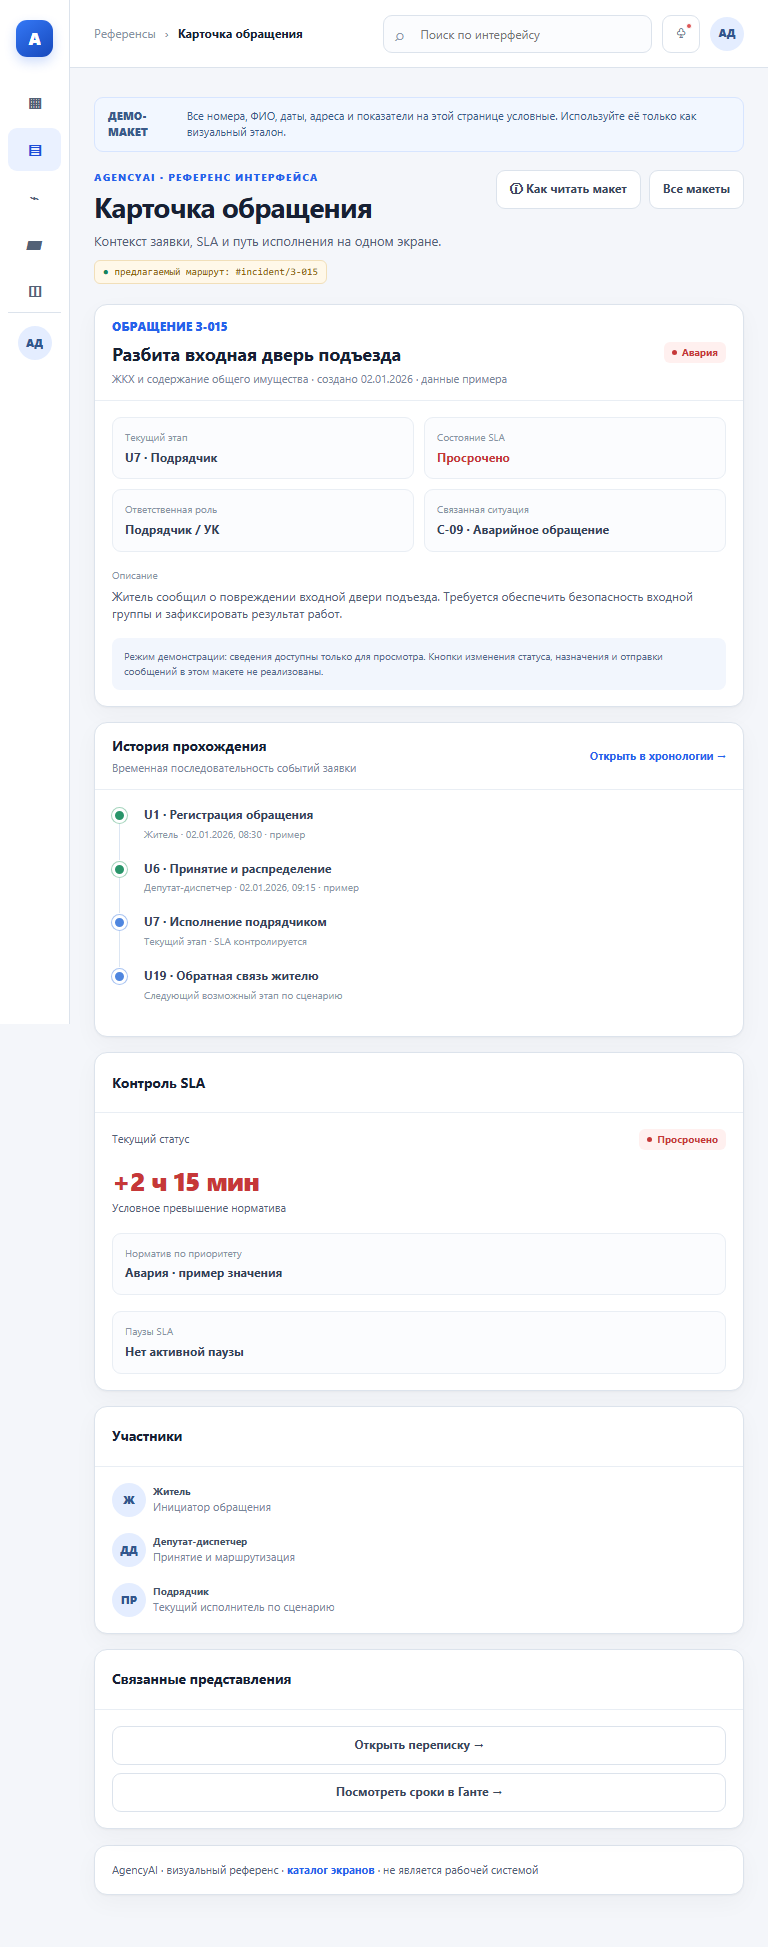 A
Референсы › Карточка обращения
Поиск по интерфейсу
АД
АД
ДЕМО-
МАКЕТ
Все номера, ФИО, даты, адреса и показатели на этой странице условные. Используйте её только как
визуальный эталон.
AGENCYAI · РЕФЕРЕНС ИНТЕРФЕЙСА
Карточка обращения
Контекст заявки, SLA и путь исполнения на одном экране.
предлагаемый маршрут: #incident/3-015
ⓘ Как читать макет
Все макеты
ОБРАЩЕНИЕ 3-015
Разбита входная дверь подъезда
Авария
ЖКХ и содержание общего имущества · создано 02.01.2026 · данные примера
Текущий этап
U7 · Подрядчик
Состояние SLA
Просрочено
Ответственная роль
Подрядчик / УК
Связанная ситуация
С-09 · Аварийное обращение
Описание
Житель сообщил о повреждении входной двери подъезда. Требуется обеспечить безопасность входной
группы и зафиксировать результат работ.
Режим демонстрации: сведения доступны только для просмотра. Кнопки изменения статуса, назначения и отправки
сообщений в этом макете не реализованы.
История прохождения
Временная последовательность событий заявки
Открыть в хронологии →
U1 · Регистрация обращения
Житель · 02.01.2026, 08:30 · пример
U6 · Принятие и распределение
Депутат-диспетчер · 02.01.2026, 09:15 · пример
U7 · Исполнение подрядчиком
Текущий этап · SLA контролируется
U19 · Обратная связь жителю
Следующий возможный этап по сценарию
Контроль SLA
Текущий статус
Просрочено
+2 ч 15 мин
Условное превышение норматива
Норматив по приоритету
Авария · пример значения
Паузы SLA
Нет активной паузы
Участники
Ж
Житель
Инициатор обращения
ДД
Депутат-диспетчер
Принятие и маршрутизация
ПР
Подрядчик
Текущий исполнитель по сценарию
Связанные представления
Открыть переписку →
Посмотреть сроки в Ганте →
AgencyAI · визуальный референс · каталог экранов · не является рабочей системой